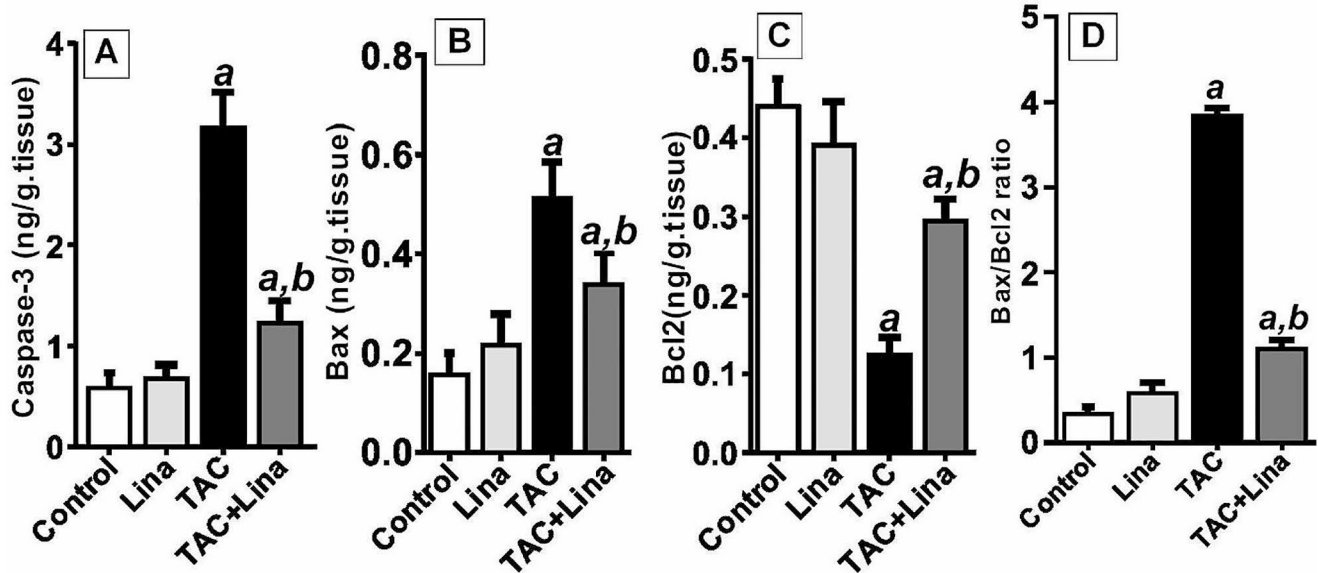 A
Caspase-3 (ng/g.tissue)
4
3
2
1
0
a
a,b
Control
Lina
TAC
TAC+Lina
B
Bax (ng/g.tissue)
0.8
0.6
0.4
0.2
0.0
a
a,b
Control
Lina
TAC
TAC+Lina
C
Bcl2(ng/g.tissue)
0.5
0.4
0.3
0.2
0.1
0.0
a
a,b
Control
Lina
TAC
TAC+Lina
D
Bax/Bcl2 ratio
5
4
3
2
1
0
a
a,b
Control
Lina
TAC
TAC+Lina